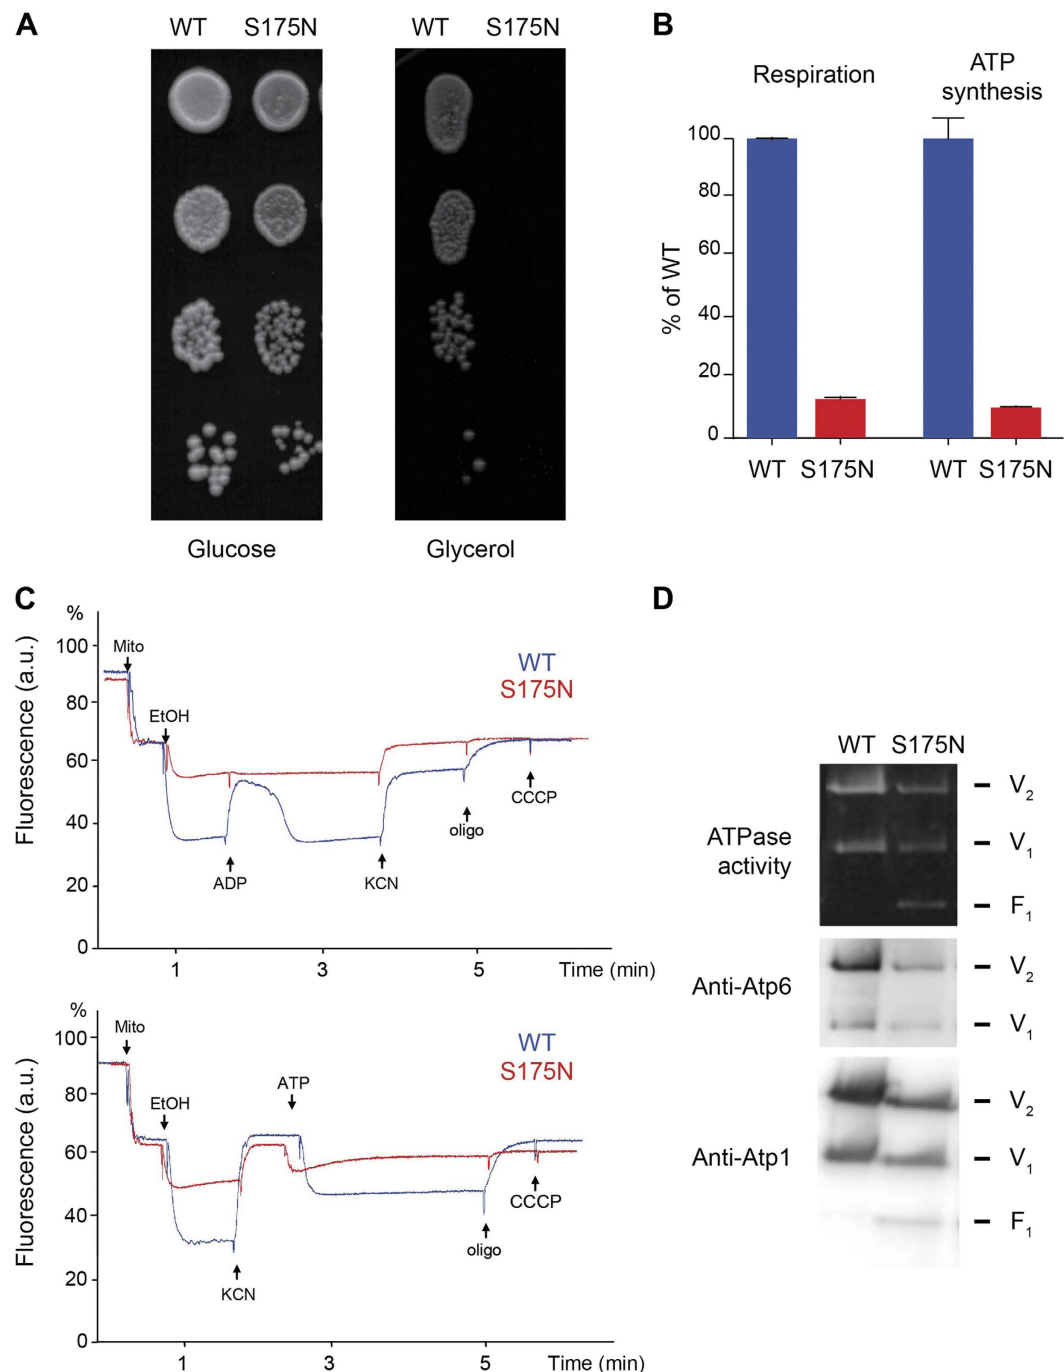 A
WT S175N WT S175N
Glucose Glycerol
B
Respiration
ATP
synthesis
% of WT
100
80
60
40
20
0
WT S175N WT S175N
C
%
Fluorescence (a.u.)
100
80
60
40
20
0
Mito
EtOH
ADP
KCN
oligo
CCCP
WT
S175N
1 3 5 Time (min)
%
Fluorescence (a.u.)
100
80
60
40
20
0
Mito
EtOH
KCN
ATP
oligo
CCCP
WT
S175N
1 3 5 Time (min)
D
WT S175N
ATPase
activity
V2
V1
F1
Anti-Atp6
V2
V1
Anti-Atp1
V2
V1
F1